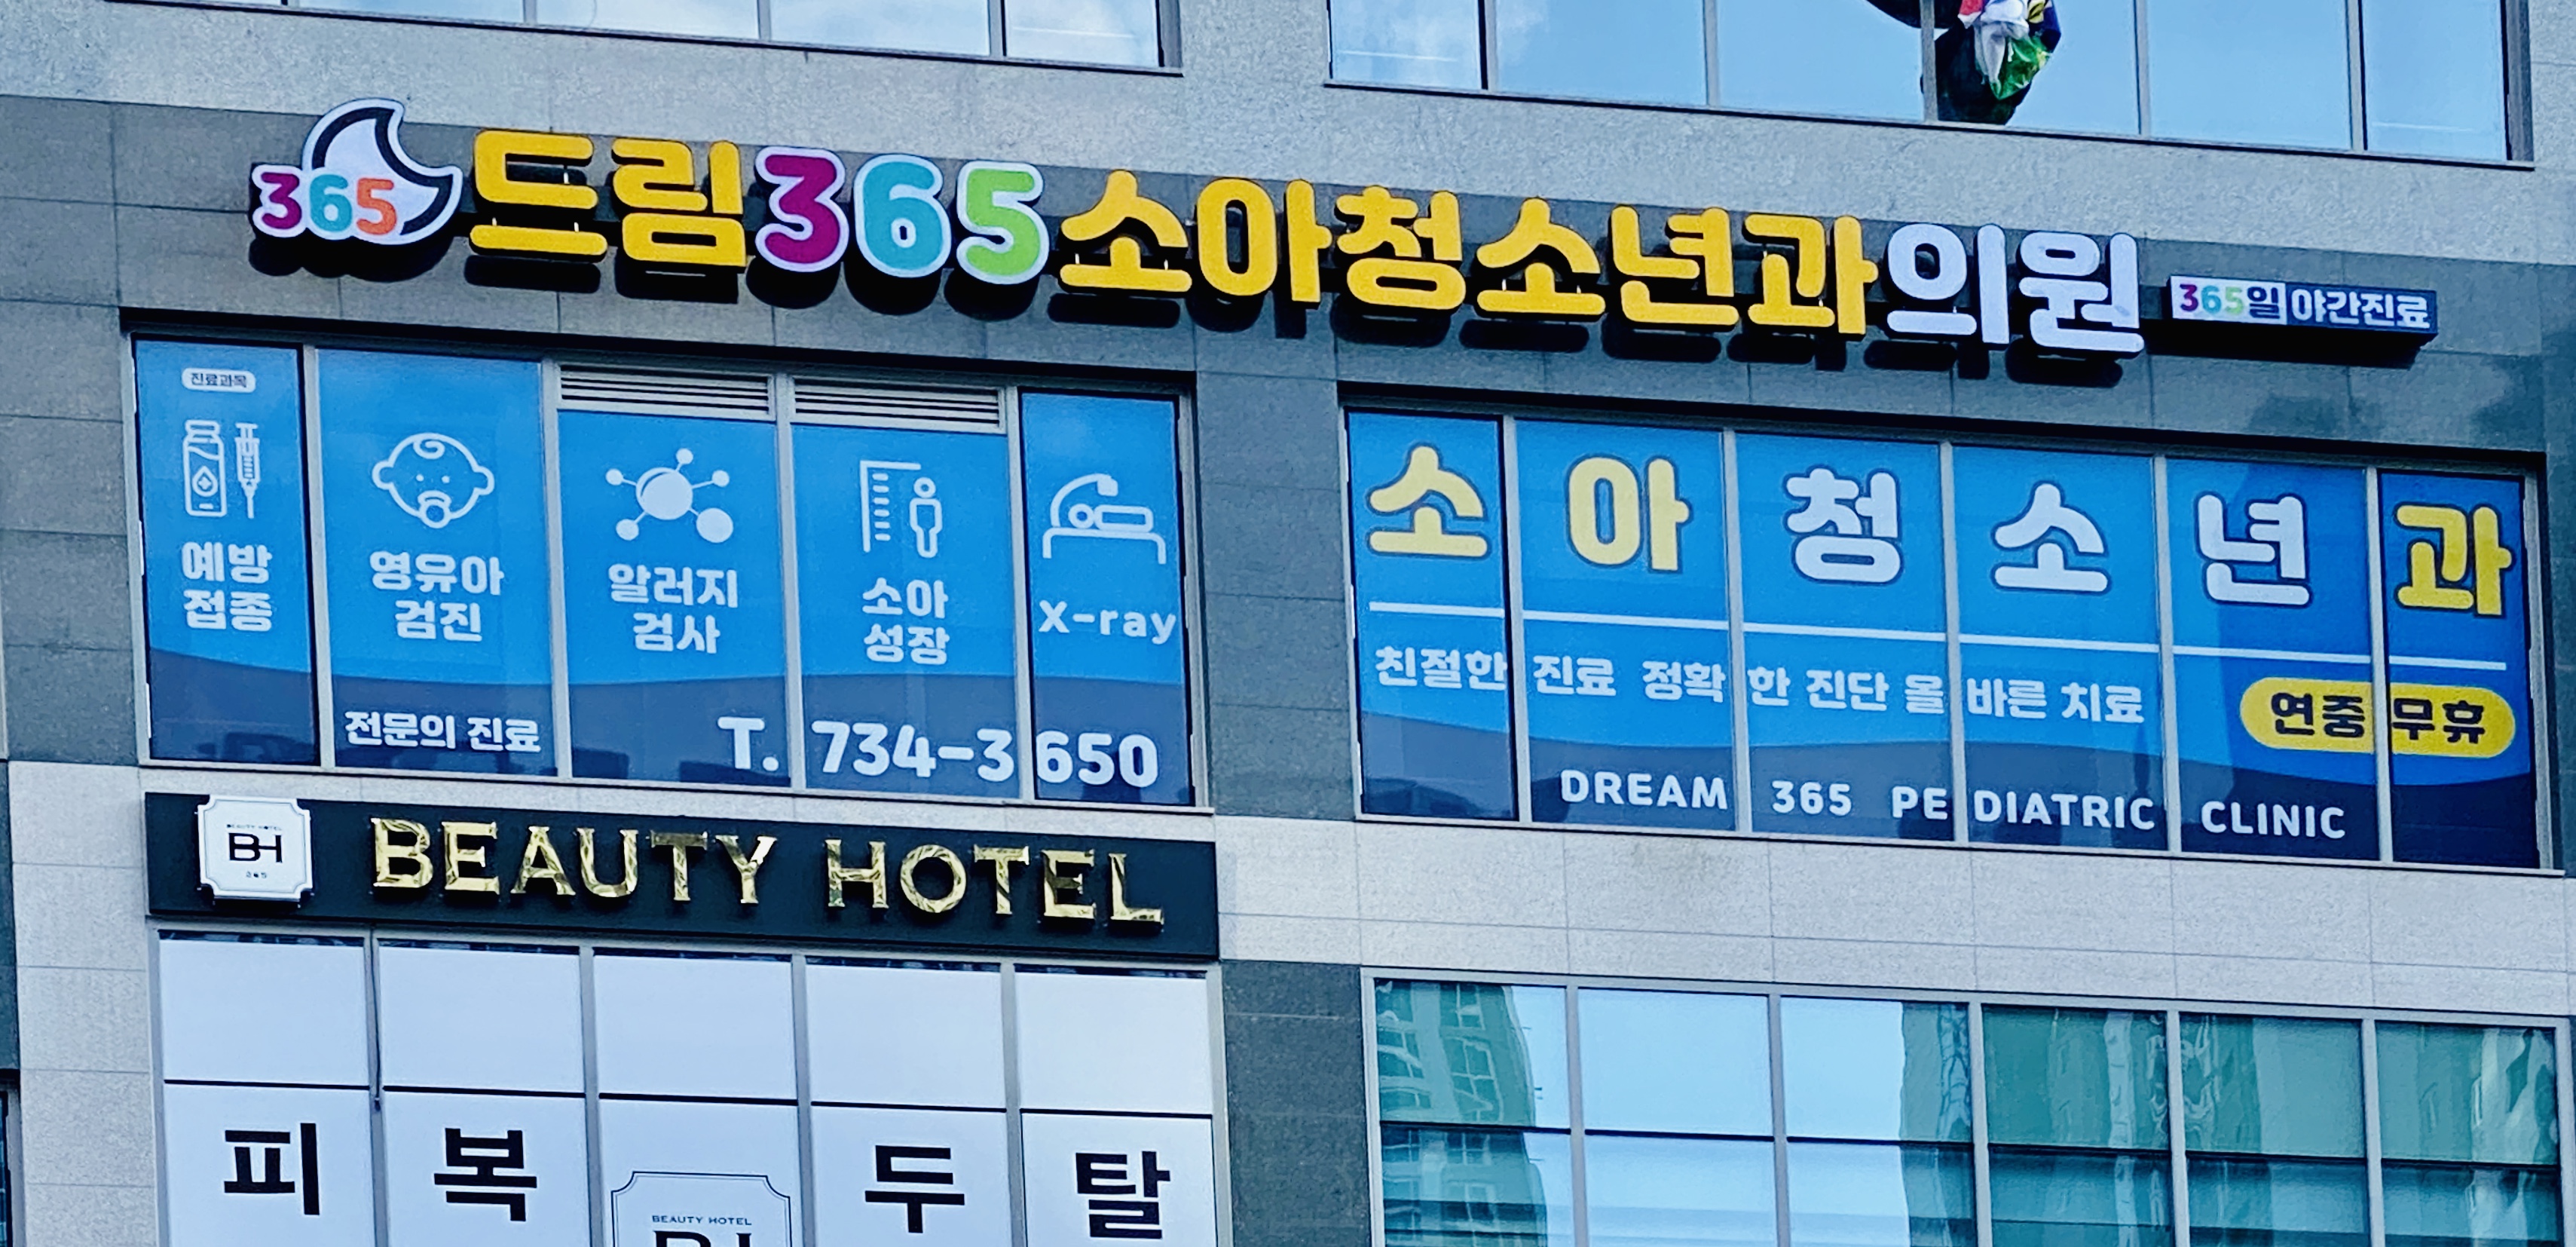 365 드림365소아청소년과의원 365일 야간진료
진료과목
예방
접종
영유아
검진
알러지
검사
소아
성장
X-ray
전문의 진료
T. 734-3650
소아청소년과
친절한 진료 정확한 진단 올바른 치료
연중무휴
DREAM 365 PEDIATRIC CLINIC
BEAUTY HOTEL
BH
365
BEAUTY HOTEL
피 복 두 탈
BEAUTY HOTEL
BH